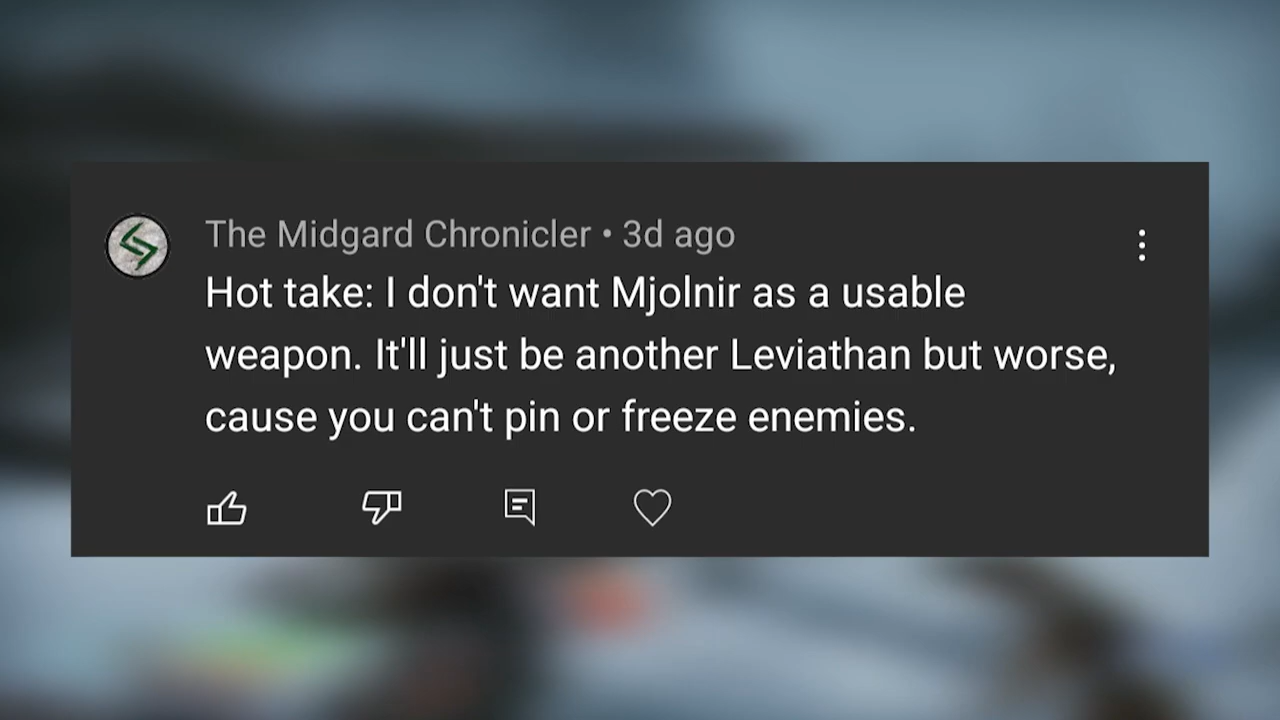 The Midgard Chronicler • 3d ago
Hot take: I don't want Mjolnir as a usable
weapon. It'll just be another Leviathan but worse,
cause you can't pin or freeze enemies.